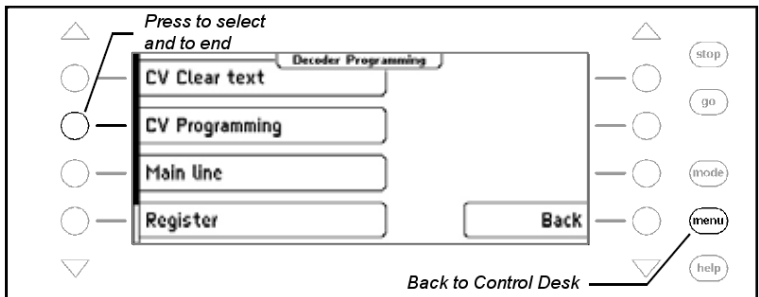 Press to select
and to end
Decoder Programming
stop
CV Clear text
go
CV Programming
Main line
mode
Register
Back
menu
Back to Control Desk
help